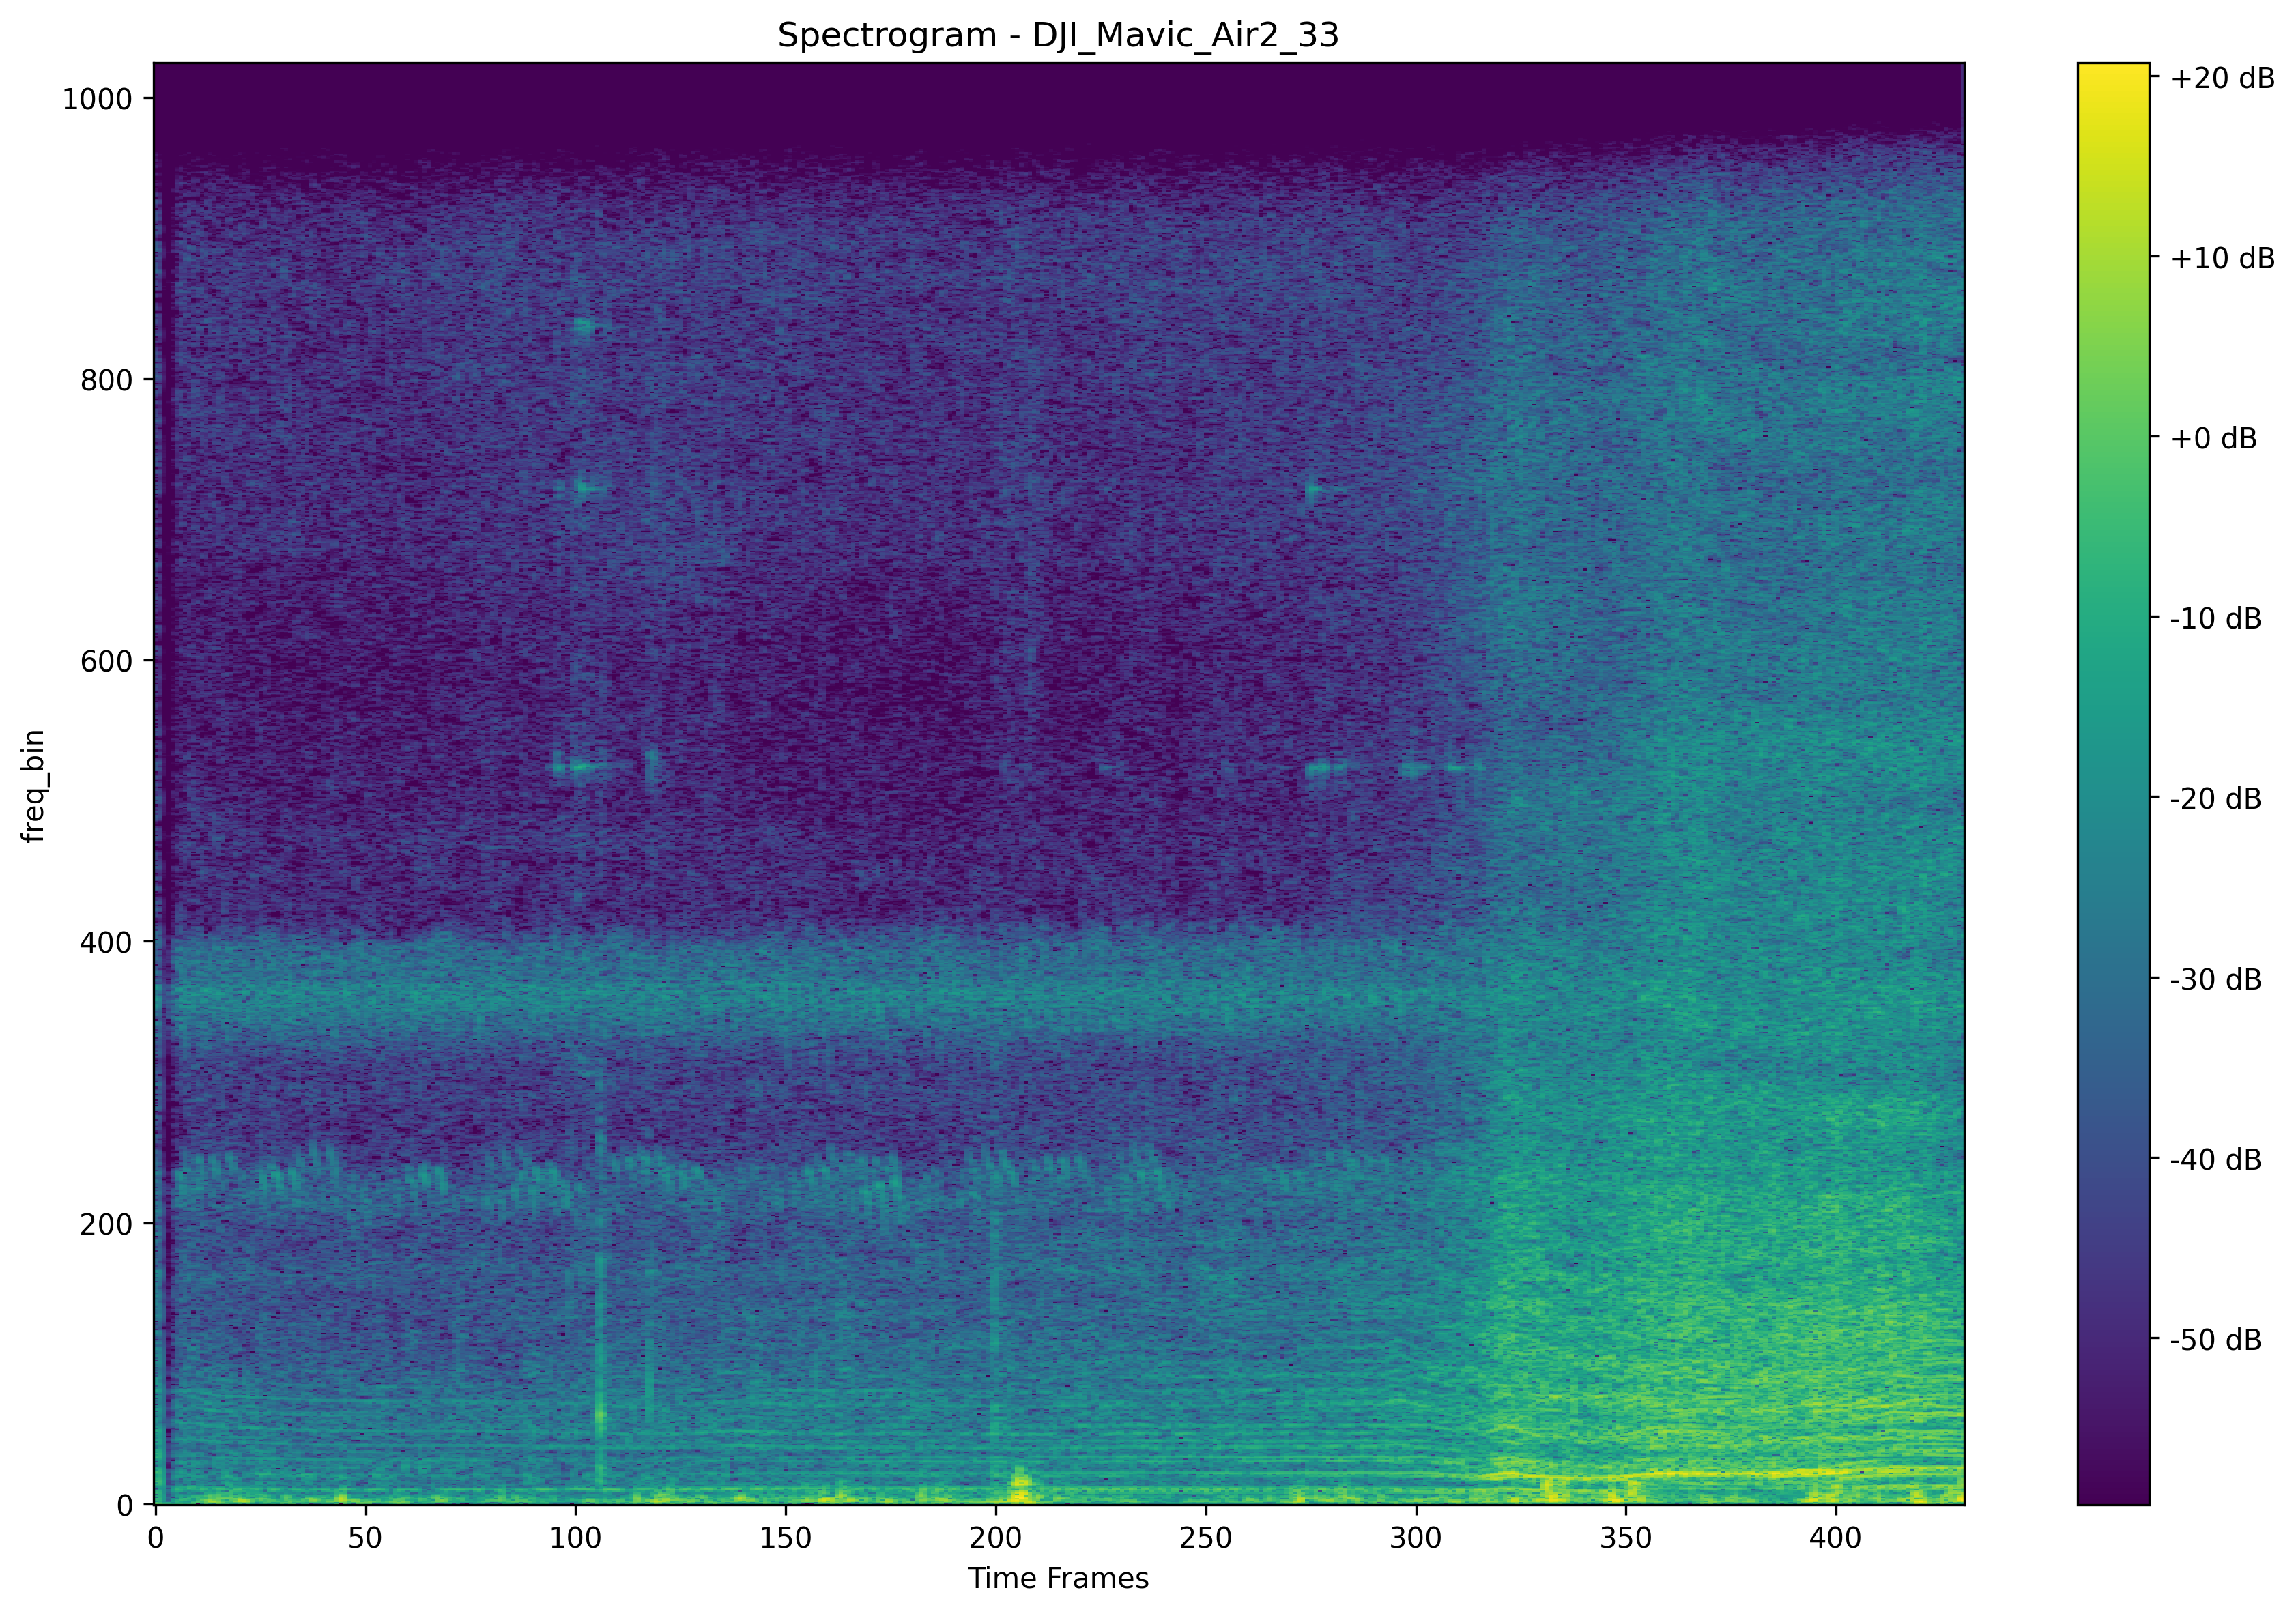 Spectrogram - DJI_Mavic_Air2_33
1000
800
600
400
200
0
freq_bin
0 50 100 150 200 250 300 350 400
Time Frames
+20 dB
+10 dB
+0 dB
-10 dB
-20 dB
-30 dB
-40 dB
-50 dB